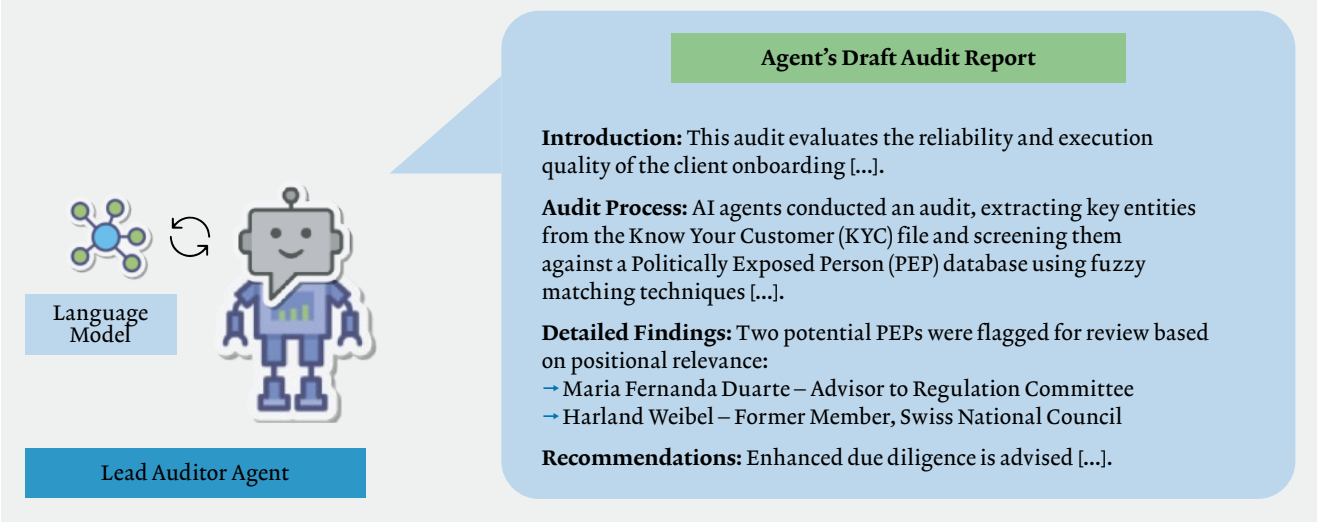 Agent’s Draft Audit Report
Introduction: This audit evaluates the reliability and execution
quality of the client onboarding [...].
Audit Process: AI agents conducted an audit, extracting key entities
from the Know Your Customer (KYC) file and screening them
against a Politically Exposed Person (PEP) database using fuzzy
matching techniques [...].
Detailed Findings: Two potential PEPs were flagged for review based
on positional relevance:
→ Maria Fernanda Duarte – Advisor to Regulation Committee
→ Harland Weibel – Former Member, Swiss National Council
Recommendations: Enhanced due diligence is advised [...].
Language
Model
Lead Auditor Agent